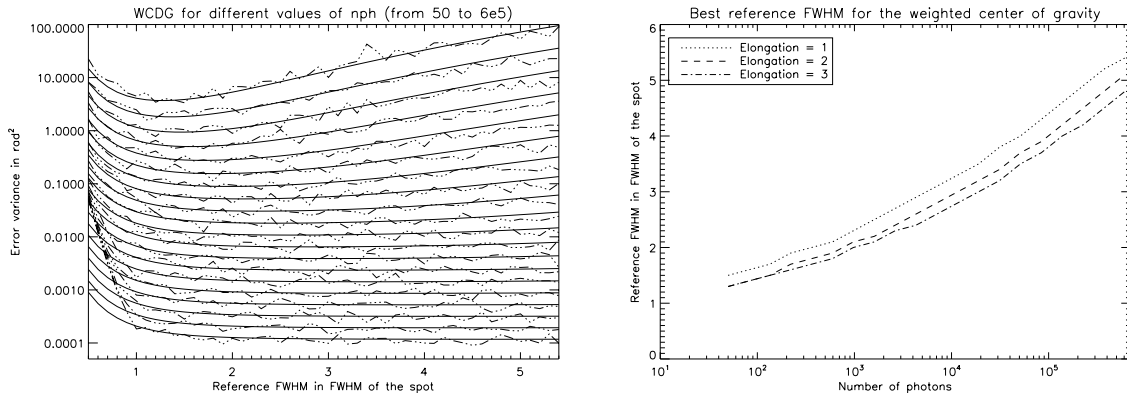 WCDG for different values of nph (from 50 to 6e5)
100.0000
10.0000
1.0000
0.1000
0.0100
0.0010
0.0001
Error variance in rad²
1 2 3 4 5
Reference FWHM in FWHM of the spot
Best reference FWHM for the weighted center of gravity
6
5
4
3
2
1
0
Reference FWHM in FWHM of the spot
Elongation = 1
Elongation = 2
Elongation = 3
10¹ 10² 10³ 10⁴ 10⁵
Number of photons